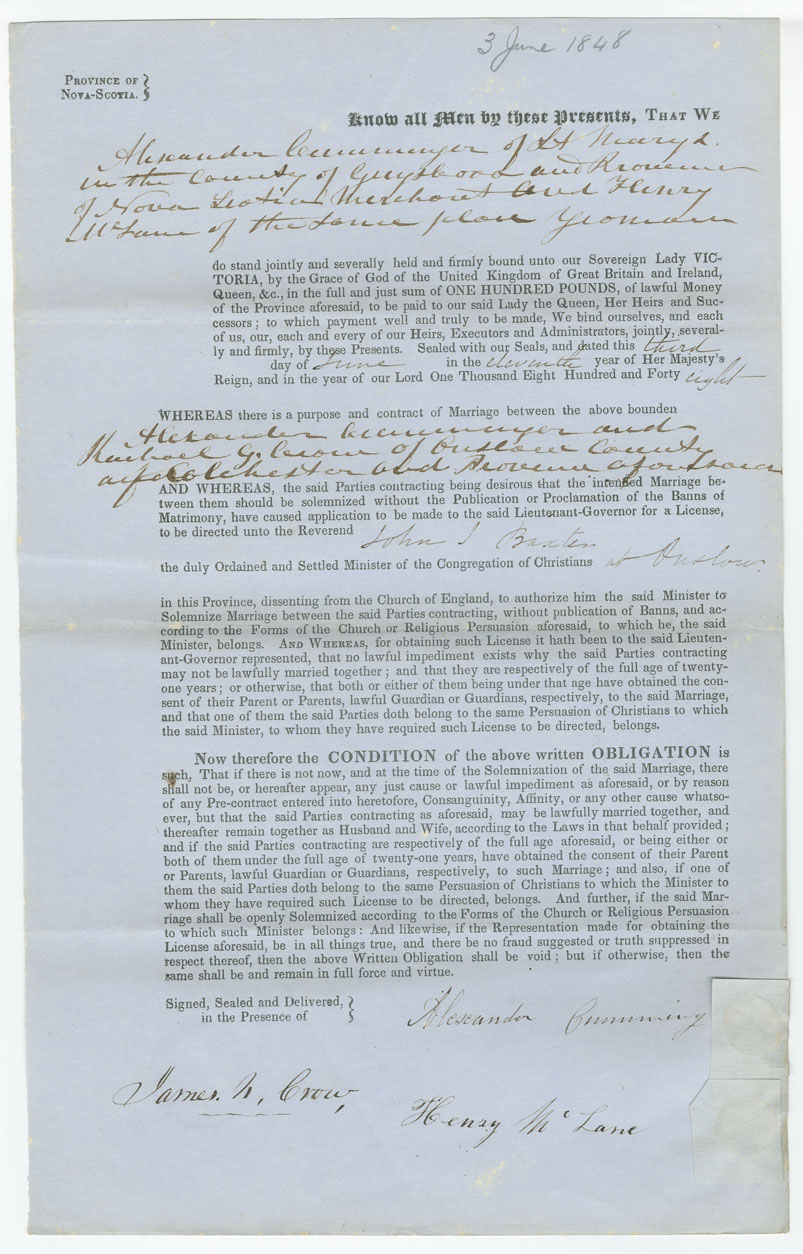 3 June 1848
PROVINCE OF
NOVA-SCOTIA.
Know all Men by these Presents, THAT WE
Alexander Cumminger of St Marys
in the County of Guysboro and Province
of Nova Scotia Merchant And Henry
McLane of the same place Yeoman
do stand jointly and severally held and firmly bound unto our Sovereign Lady VIC-
TORIA, by the Grace of God of the United Kingdom of Great Britain and Ireland,
Queen, &c., in the full and just sum of ONE HUNDRED POUNDS, of lawful Money
of the Province aforesaid, to be paid to our said Lady the Queen, Her Heirs and Suc-
cessors; to which payment well and truly to be made, We bind ourselves, and each
of us, our, each and every of our Heirs, Executors and Administrators, jointly, several-
ly and firmly, by these Presents. Sealed with our Seals, and dated this third
day of June in the eleventh year of Her Majesty's
Reign, and in the year of our Lord One Thousand Eight Hundred and Forty eight
WHEREAS there is a purpose and contract of Marriage between the above bounden
Alexander Cumminger and
Rachael G. Crow of Onslow County
of Colchester and Province aforesaid
AND WHEREAS, the said Parties contracting being desirous that the intended Marriage be-
tween them should be solemnized without the Publication or Proclamation of the Banns of
Matrimony, have caused application to be made to the said Lieutenant-Governor for a License,
to be directed unto the Reverend John I Baxter
the duly Ordained and Settled Minister of the Congregation of Christians at Onslow.
in this Province, dissenting from the Church of England, to authorize him the said Minister to
Solemnize Marriage between the said Parties contracting, without publication of Banns, and ac-
cording to the Forms of the Church or Religious Persuasion aforesaid, to which he, the said
Minister, belongs. AND WHEREAS, for obtaining such License it hath been to the said Lieuten-
ant-Governor represented, that no lawful impediment exists why the said Parties contracting
may not be lawfully married together; and that they are respectively of the full age of twenty-
one years; or otherwise, that both or either of them being under that age have obtained the con-
sent of their Parent or Parents, lawful Guardian or Guardians, respectively, to the said Marriage,
and that one of them the said Parties doth belong to the same Persuasion of Christians to which
the said Minister, to whom they have required such License to be directed, belongs.
Now therefore the CONDITION of the above written OBLIGATION is
such, That if there is not now, and at the time of the Solemnization of the said Marriage, there
shall not be, or hereafter appear, any just cause or lawful impediment as aforesaid, or by reason
of any Pre-contract entered into heretofore, Consanguinity, Affinity, or any other cause whatso-
ever, but that the said Parties contracting as aforesaid, may be lawfully married together, and
thereafter remain together as Husband and Wife, according to the Laws in that behalf provided;
and if the said Parties contracting are respectively of the full age aforesaid, or being either or
both of them under the full age of twenty-one years, have obtained the consent of their Parent
or Parents, lawful Guardian or Guardians, respectively, to such Marriage; and also, if one of
them the said Parties doth belong to the same Persuasion of Christians to which the Minister to
whom they have required such License to be directed, belongs. And further, if the said Mar-
riage shall be openly Solemnized according to the Forms of the Church or Religious Persuasion
to which such Minister belongs: And likewise, if the Representation made for obtaining the
License aforesaid, be in all things true, and there be no fraud suggested or truth suppressed in
respect thereof, then the above Written Obligation shall be void; but if otherwise, then the
same shall be and remain in full force and virtue.
Signed, Sealed and Delivered,
in the Presence of
Alexander Cumming
James N. Crow,
Henry Mc Lane